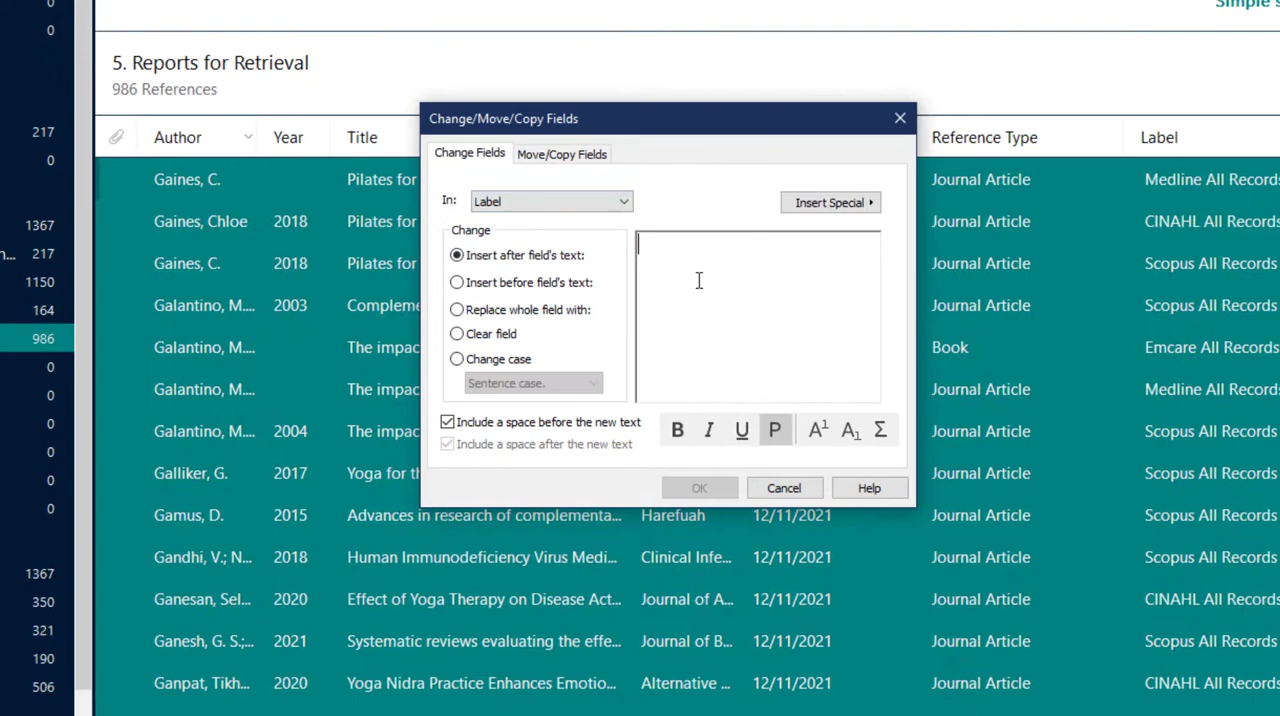 Simple s
0
0
5. Reports for Retrieval
986 References
217
0
1367
n... 217
1150
164
986
0
0
0
0
0
0
1367
350
321
190
506
Author Year Title Reference Type Label
Gaines, C. Pilates for Journal Article Medline All Records
Gaines, Chloe 2018 Pilates for Journal Article CINAHL All Records
Gaines, C. 2018 Pilates for Journal Article Scopus All Records
Galantino, M.... 2003 Compleme Journal Article Scopus All Records
Galantino, M.... The impac Book Emcare All Records
Galantino, M.... The impac Journal Article Medline All Records
Galantino, M.... 2004 The impac Journal Article Scopus All Records
Galliker, G. 2017 Yoga for th Journal Article Scopus All Records
Gamus, D. 2015 Advances in research of complementa... Harefuah 12/11/2021 Journal Article Scopus All Records
Gandhi, V.; N... 2018 Human Immunodeficiency Virus Medi... Clinical Infe... 12/11/2021 Journal Article Scopus All Records
Ganesan, Sel... 2020 Effect of Yoga Therapy on Disease Act... Journal of A... 12/11/2021 Journal Article CINAHL All Records
Ganesh, G. S.;... 2021 Systematic reviews evaluating the effe... Journal of B... 12/11/2021 Journal Article Scopus All Records
Ganpat, Tikh... 2020 Yoga Nidra Practice Enhances Emotio... Alternative ... 12/11/2021 Journal Article CINAHL All Records
Change/Move/Copy Fields
Change Fields Move/Copy Fields
In: Label Insert Special
Change
Insert after field's text:
Insert before field's text:
Replace whole field with:
Clear field
Change case
Sentence case.
Include a space before the new text
Include a space after the new text
B I U P A1 A1 Σ
OK Cancel Help